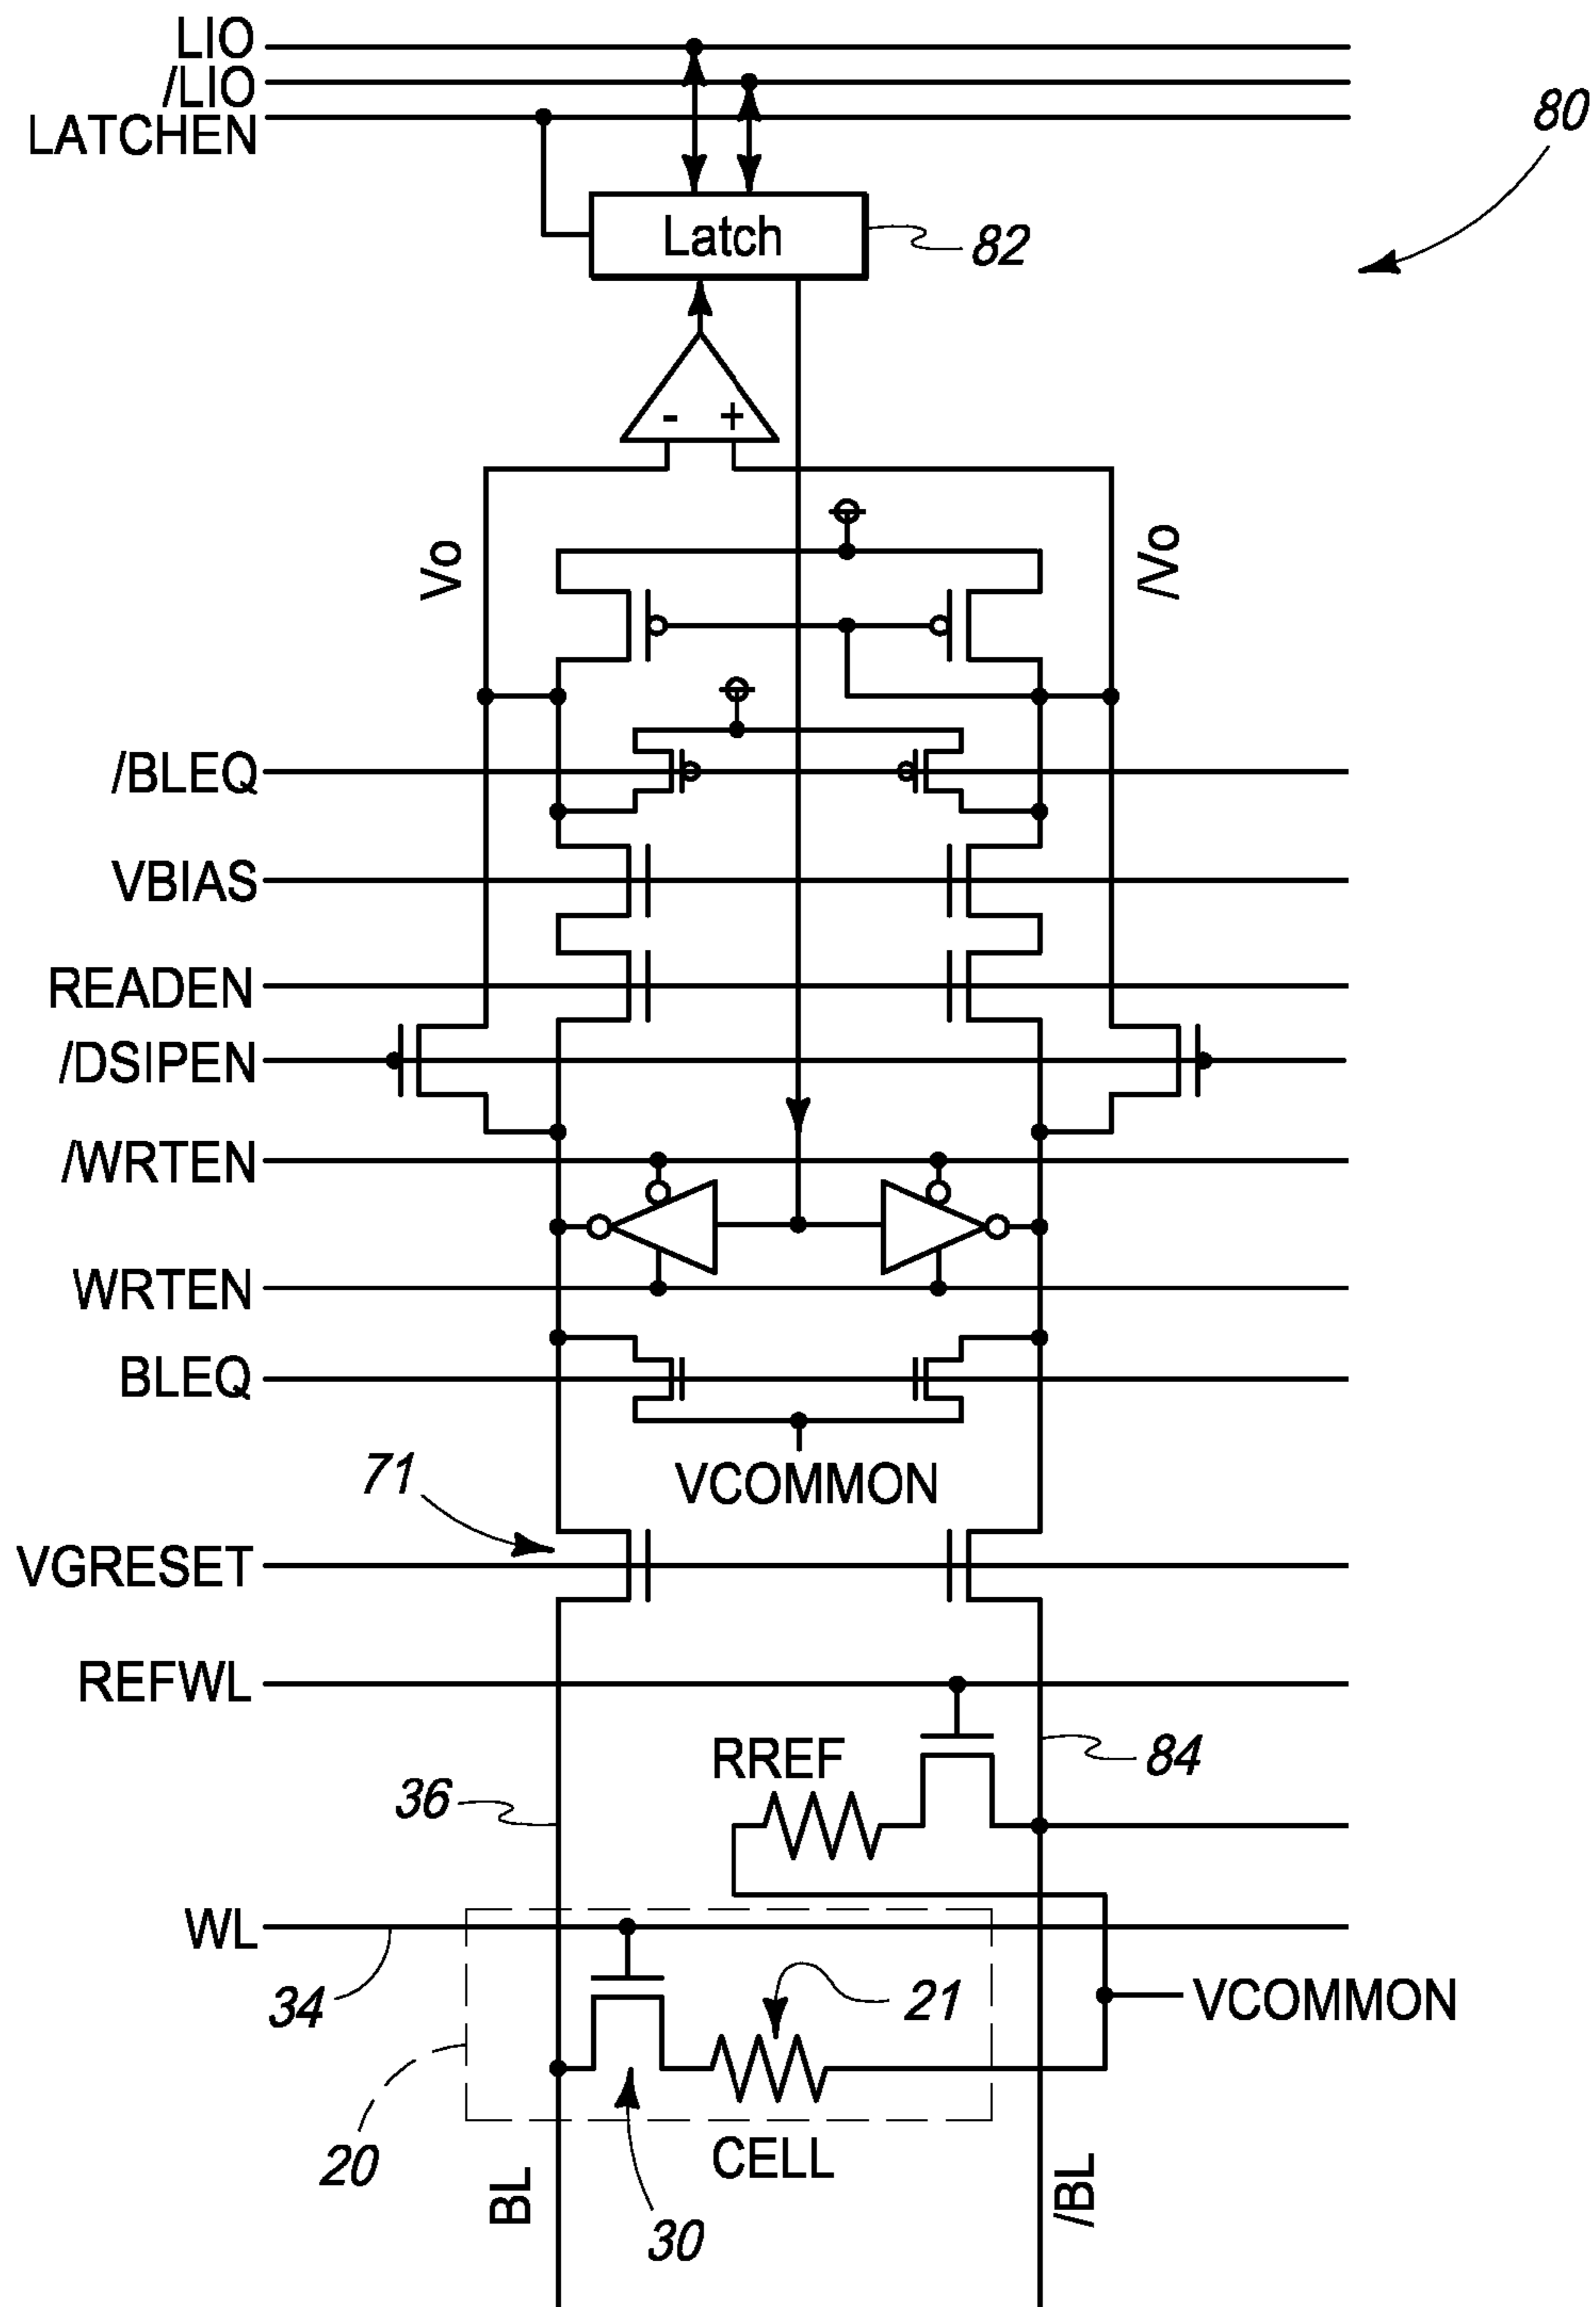 LIO
/LIO
LATCHEN
80
Latch
82
- +
Vo
/Vo
/BLEQ
VBIAS
READEN
/DSIPEN
/WRTEN
WRTEN
BLEQ
VCOMMON
71
VGRESET
REFWL
RREF
84
36
WL
34
21
VCOMMON
20
CELL
BL
/BL
30